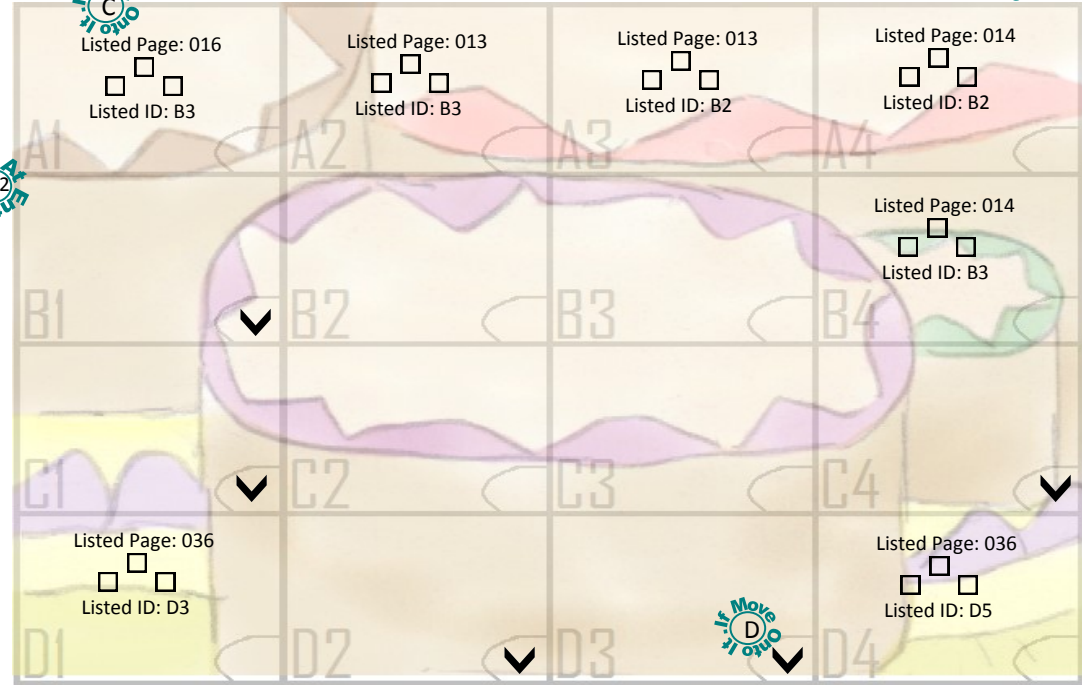 C
Onto It.
Listed Page: 016
Listed ID: B3
A1
Listed Page: 013
Listed ID: B3
A2
Listed Page: 013
Listed ID: B2
A3
Listed Page: 014
Listed ID: B2
A4
2
At
B1
B2
B3
Listed Page: 014
Listed ID: B3
B4
C1
C2
C3
C4
Listed Page: 036
Listed ID: D3
D1
D2
If Move Onto It.
D
D3
Listed Page: 036
Listed ID: D5
D4